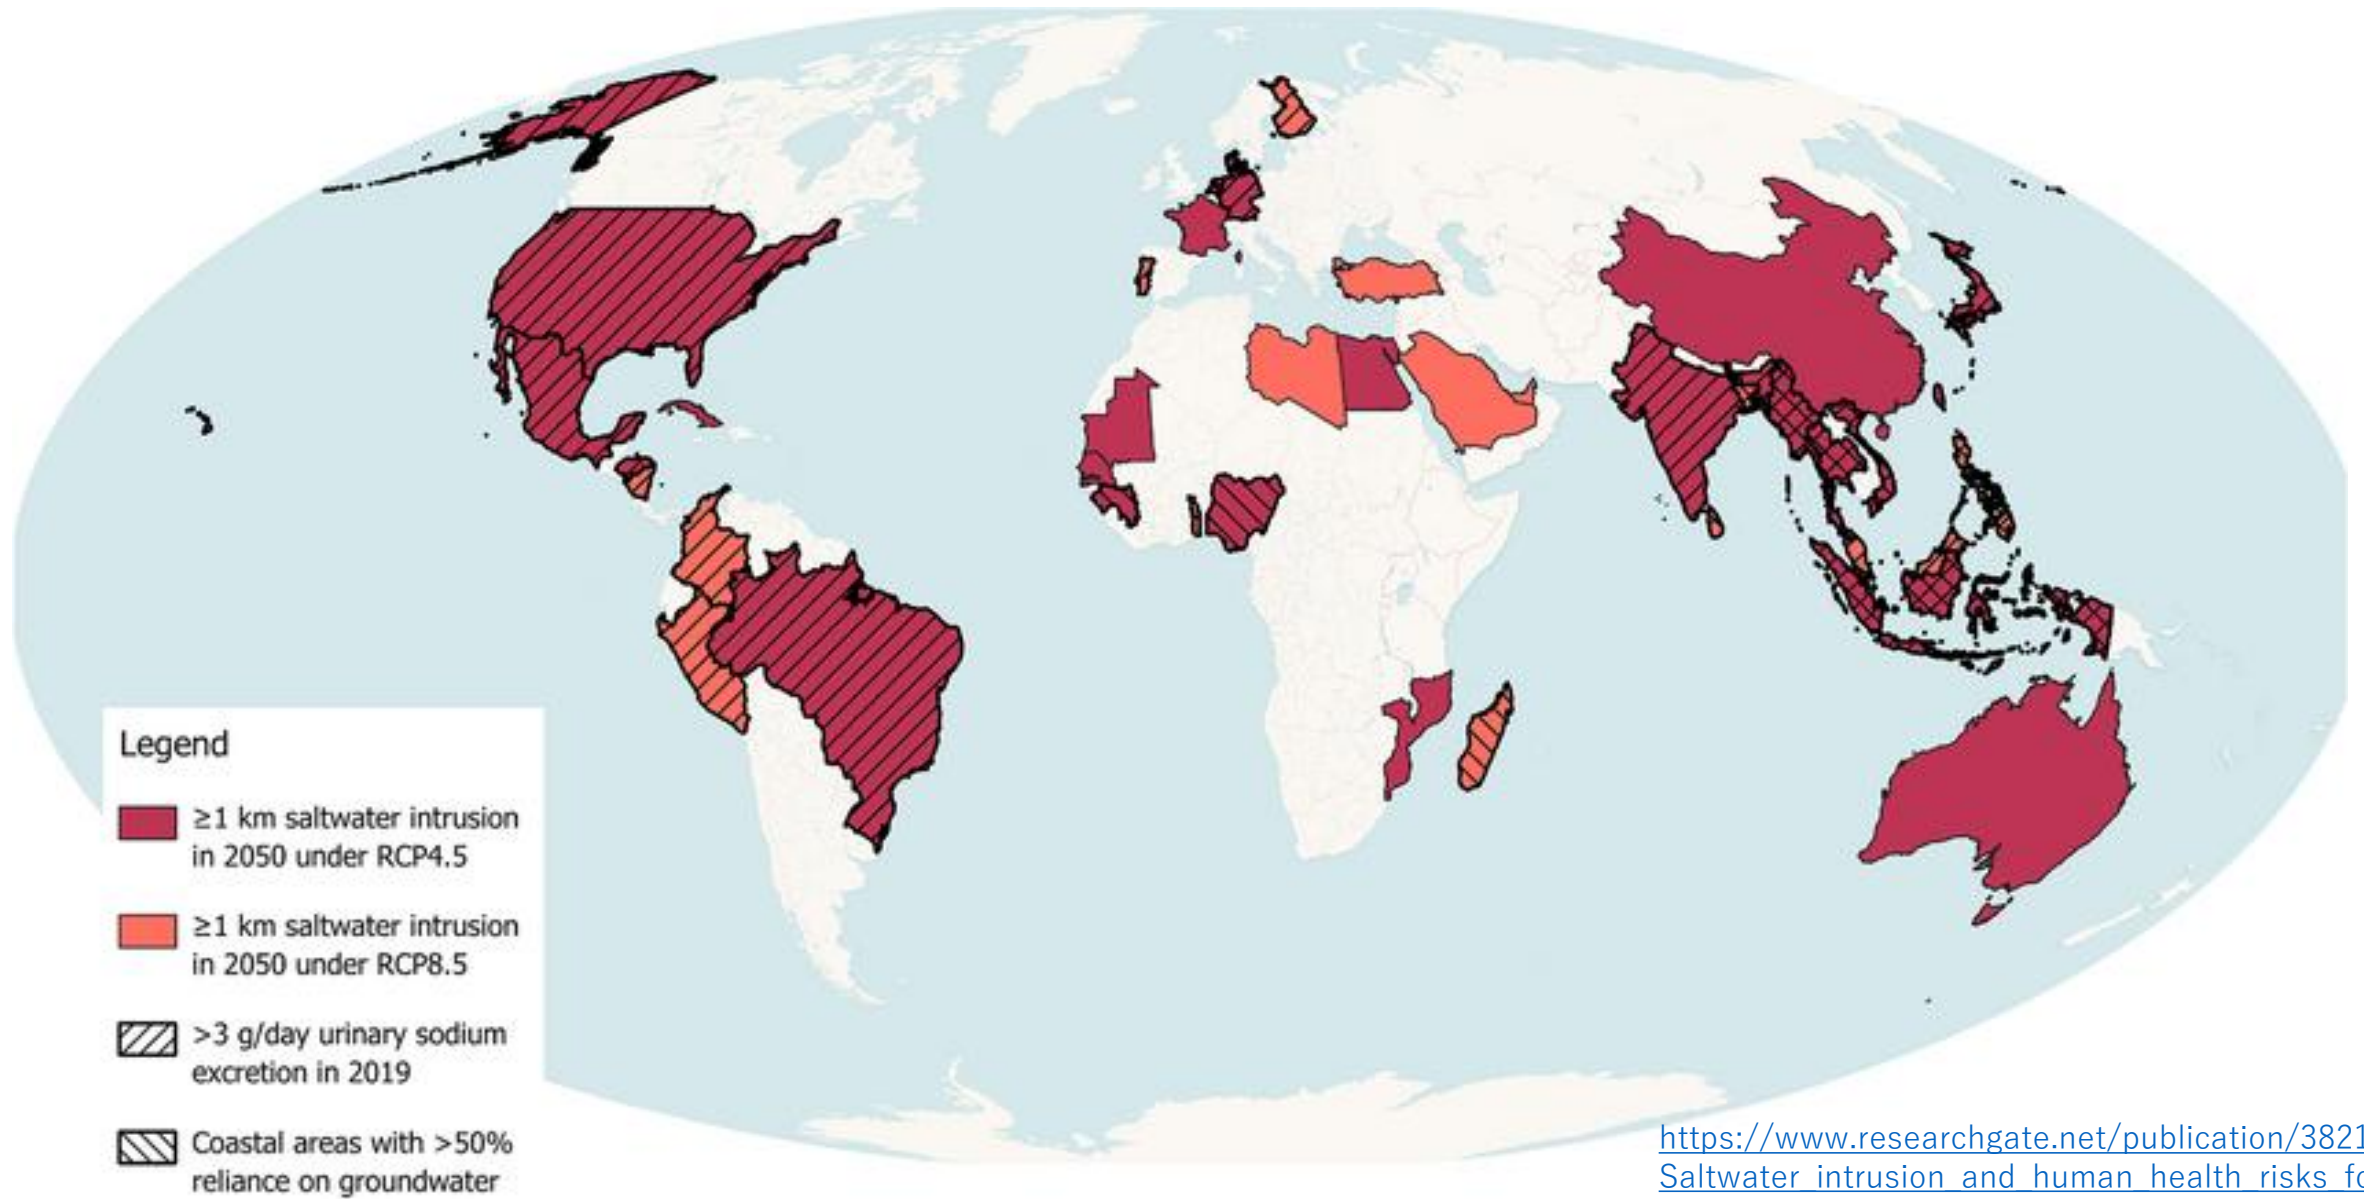 Legend
≥1 km saltwater intrusion
in 2050 under RCP4.5
≥1 km saltwater intrusion
in 2050 under RCP8.5
>3 g/day urinary sodium
excretion in 2019
Coastal areas with >50%
reliance on groundwater
https://www.researchgate.net/publication/3821
Saltwater_intrusion_and_human_health_risks_fo